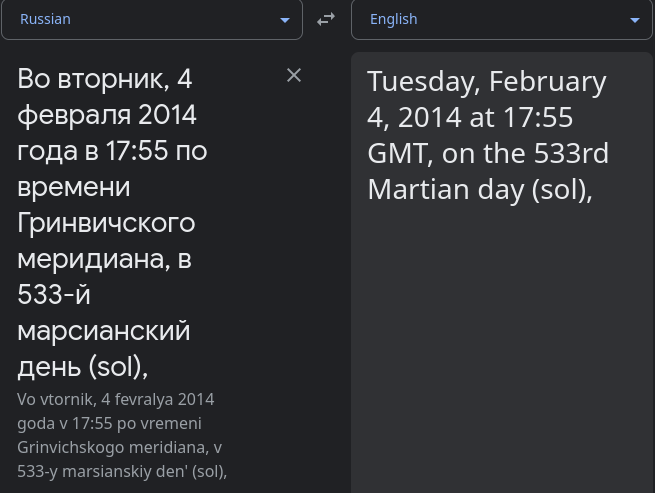 Russian
English
Во вторник, 4
февраля 2014
года в 17:55 по
времени
Гринвичского
меридиана, в
533-й
марсианский
день (sol),
Vo vtornik, 4 fevralya 2014
goda v 17:55 po vremeni
Grinvichskogo meridiana, v
533-y marsianskiy den' (sol),
Tuesday, February
4, 2014 at 17:55
GMT, on the 533rd
Martian day (sol),